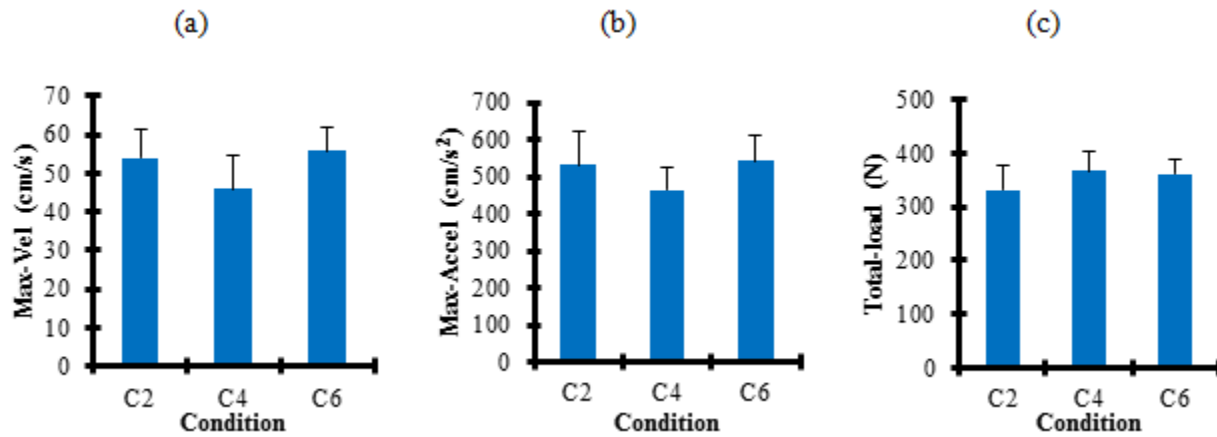 (a)
(b)
(c)
Max-Vel (cm/s)
70
60
50
40
30
20
10
0
C2 C4 C6
Condition
Max-Accel (cm/s²)
700
600
500
400
300
200
100
0
C2 C4 C6
Condition
Total-load (N)
500
400
300
200
100
0
C2 C4 C6
Condition